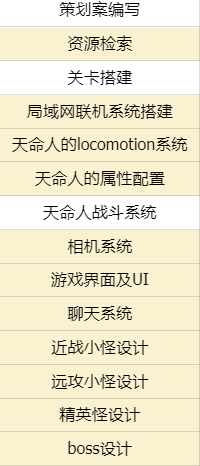 策划案编写
资源检索
关卡搭建
局域网联机系统搭建
天命人的locomotion系统
天命人的属性配置
天命人战斗系统
相机系统
游戏界面及UI
聊天系统
近战小怪设计
远攻小怪设计
精英怪设计
boss设计